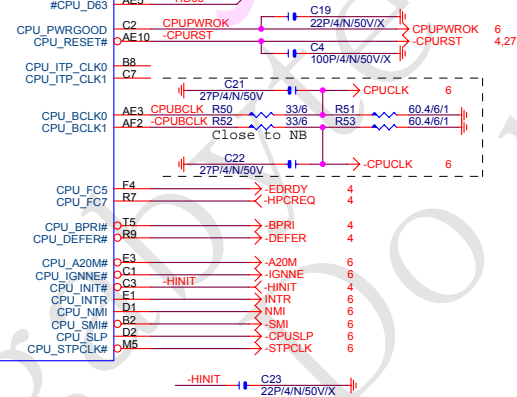 #CPU_D63 AE5
C19
CPU_PWRGOOD C2 CPUPWROK 22P/4/N/50V/X CPUPWROK 6
CPU_RESET# AE10 -CPURST -CPURST 4,27
C4
100P/4/N/50V/X
CPU_ITP_CLK0 B8
CPU_ITP_CLK1 C7
C21 CPUCLK 6
27P/4/N/50V
CPU_BCLK0 AE3 CPUBCLK R50 33/6 R51 60.4/6/1
CPU_BCLK1 AF2 -CPUBCLK R52 33/6 R53 60.4/6/1
Close to NB
C22 -CPUCLK 6
27P/4/N/50V
CPU_FC5 F4 -EDRDY 4
CPU_FC7 R7 -HPCREQ 4
CPU_BPRI# T5 -BPRI 4
CPU_DEFER# R9 -DEFER 4
CPU_A20M# E3 -A20M 6
CPU_IGNNE# C1 -IGNNE 6
CPU_INIT# C3 -HINIT -HINIT 4
CPU_INTR E1 INTR 6
CPU_NMI D1 NMI 6
CPU_SMI# B2 -SMI 6
CPU_SLP D2 -CPUSLP 6
CPU_STPCLK# M5 -STPCLK 6
-HINIT C23
22P/4/N/50V/X